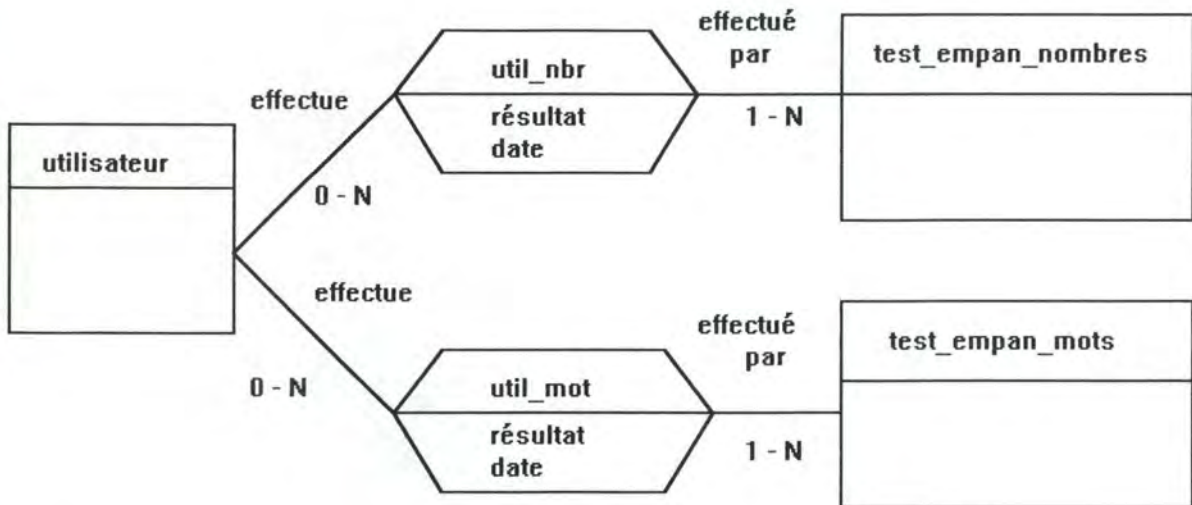 effectué
par
test_empan_nombres
util_nbr
effectue
résultat
date
1 - N
utilisateur
0 - N
effectue
effectué
par
test_empan_mots
0 - N
util_mot
résultat
date
1 - N